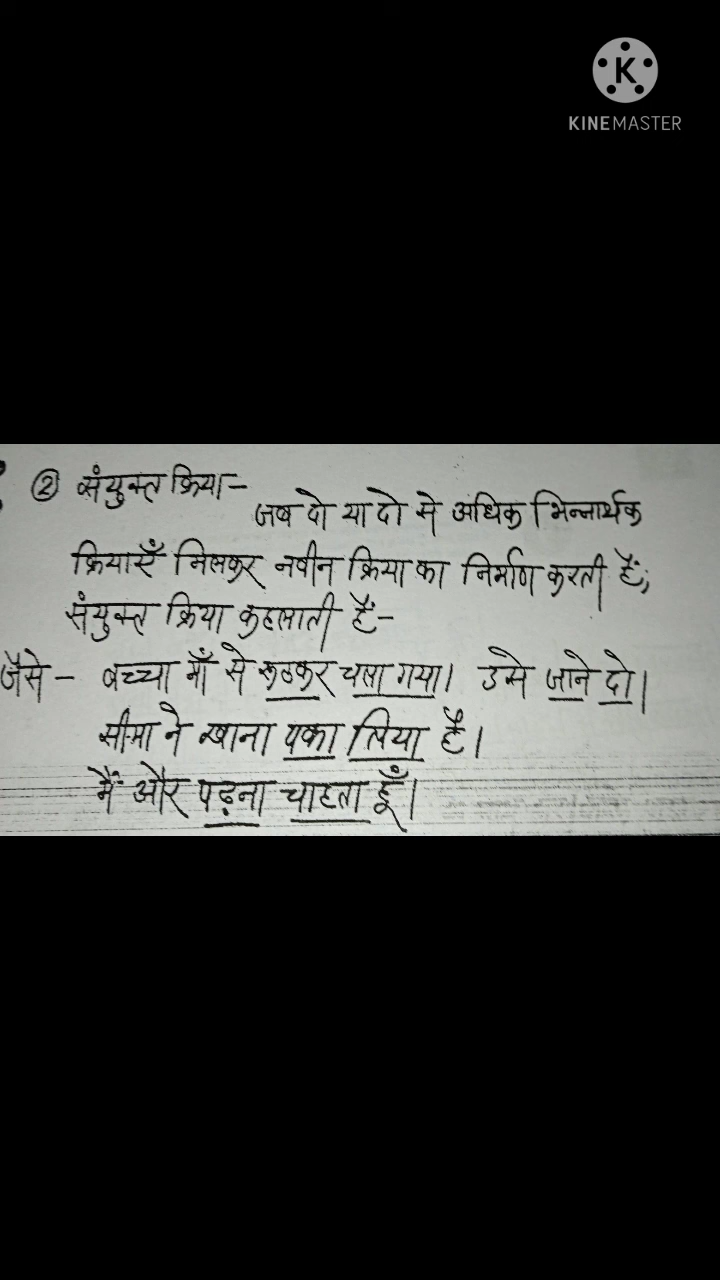 K
KINEMASTER
② संयुक्त क्रिया-
जब दो या दो से अधिक भिन्नार्थक
क्रियाएँ मिलकर नवीन क्रिया का निर्माण करती हैं,
संयुक्त क्रिया कहलाती हैं-
जैसे - बच्चा माँ से रूठकर चला गया। उसे जाने दो।
सीमा ने खाना पका लिया है।
मैं और पढ़ना चाहता हूँ।